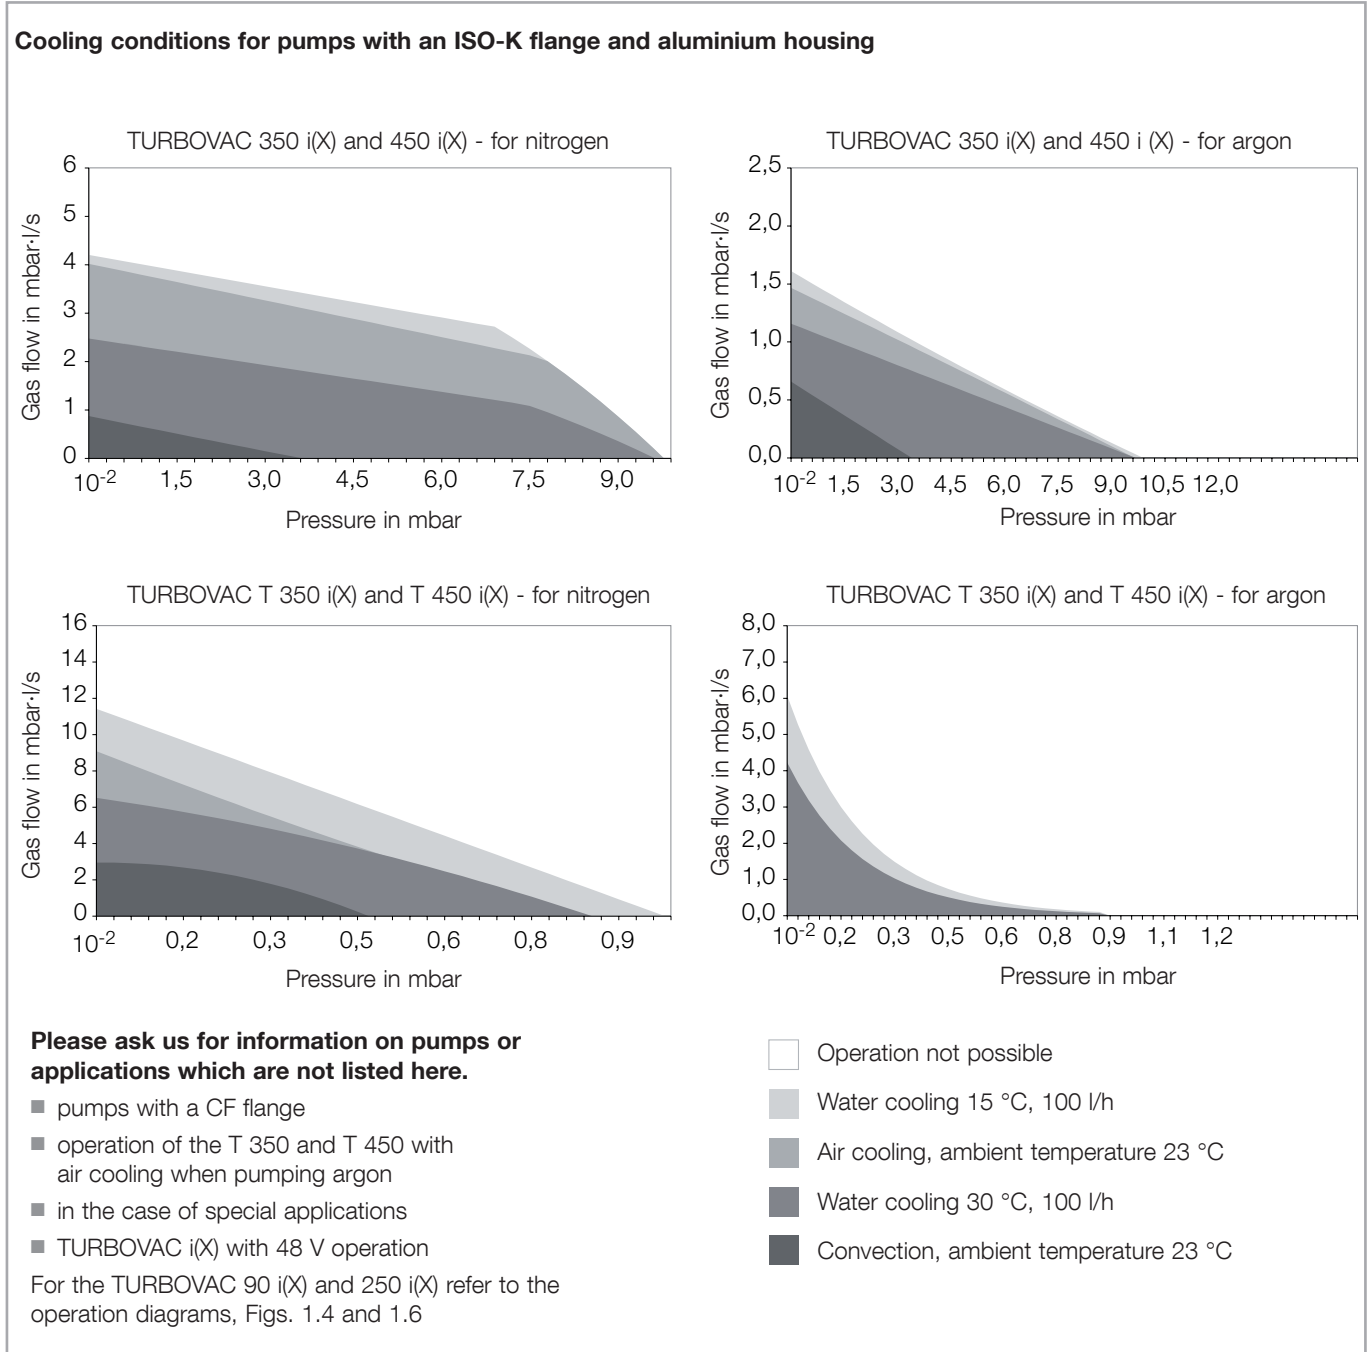 Cooling conditions for pumps with an ISO-K flange and aluminium housing
TURBOVAC 350 i(X) and 450 i(X) - for nitrogen
6
5
4
3
2
1
0
Gas flow in mbar·l/s
10-2 1,5 3,0 4,5 6,0 7,5 9,0
Pressure in mbar
TURBOVAC 350 i(X) and 450 i (X) - for argon
2,5
2,0
1,5
1,0
0,5
0,0
Gas flow in mbar·l/s
10-2 1,5 3,0 4,5 6,0 7,5 9,0 10,5 12,0
Pressure in mbar
TURBOVAC T 350 i(X) and T 450 i(X) - for nitrogen
16
14
12
10
8
6
4
2
0
Gas flow in mbar·l/s
10-2 0,2 0,3 0,5 0,6 0,8 0,9
Pressure in mbar
TURBOVAC T 350 i(X) and T 450 i(X) - for argon
8,0
7,0
6,0
5,0
4,0
3,0
2,0
1,0
0,0
Gas flow in mbar·l/s
10-2 0,2 0,3 0,5 0,6 0,8 0,9 1,1 1,2
Pressure in mbar
Please ask us for information on pumps or
applications which are not listed here.
■ pumps with a CF flange
■ operation of the T 350 and T 450 with
air cooling when pumping argon
■ in the case of special applications
■ TURBOVAC i(X) with 48 V operation
For the TURBOVAC 90 i(X) and 250 i(X) refer to the
operation diagrams, Figs. 1.4 and 1.6
Operation not possible
Water cooling 15 °C, 100 l/h
Air cooling, ambient temperature 23 °C
Water cooling 30 °C, 100 l/h
Convection, ambient temperature 23 °C